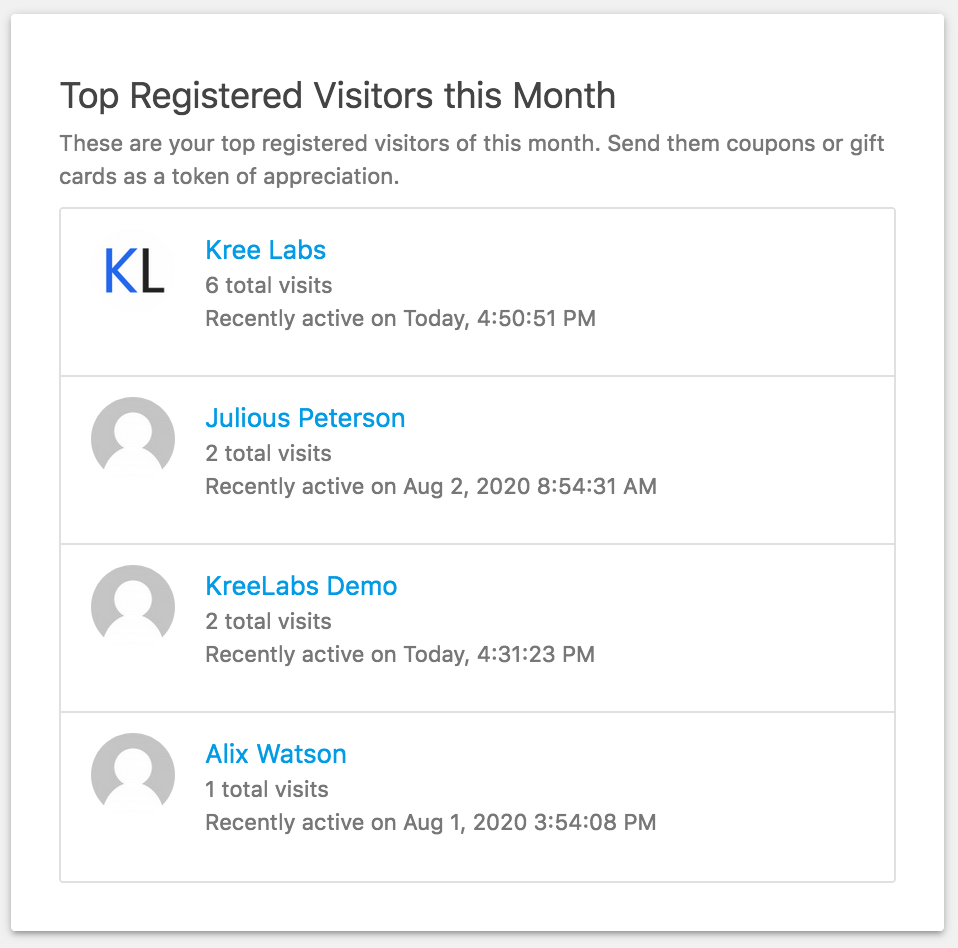 Top Registered Visitors this Month
These are your top registered visitors of this month. Send them coupons or gift
cards as a token of appreciation.
KL
Kree Labs
6 total visits
Recently active on Today, 4:50:51 PM
Julious Peterson
2 total visits
Recently active on Aug 2, 2020 8:54:31 AM
KreeLabs Demo
2 total visits
Recently active on Today, 4:31:23 PM
Alix Watson
1 total visits
Recently active on Aug 1, 2020 3:54:08 PM